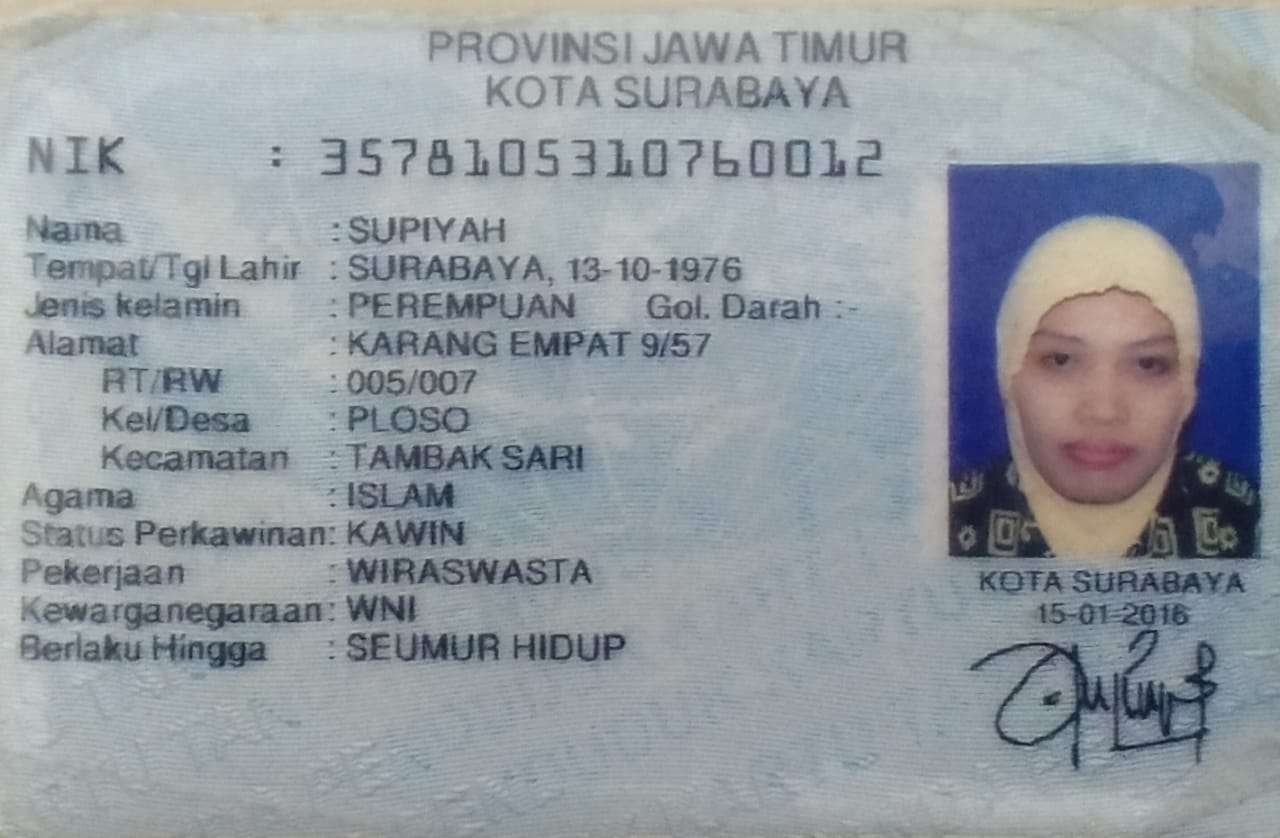 PROVINSI JAWA TIMUR
KOTA SURABAYA
NIK : 3578105310760012
Nama : SUPIYAH
Tempat/Tgl Lahir : SURABAYA, 13-10-1976
Jenis kelamin : PEREMPUAN Gol. Darah :-
Alamat : KARANG EMPAT 9/57
RT/RW : 005/007
Kel/Desa : PLOSO
Kecamatan : TAMBAK SARI
Agama : ISLAM
Status Perkawinan: KAWIN
Pekerjaan : WIRASWASTA
Kewarganegaraan: WNI
Berlaku Hingga : SEUMUR HIDUP
KOTA SURABAYA
15-01-2016